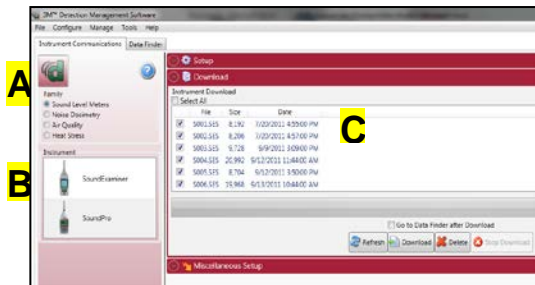 3M™ Detection Management Software
File Configure Manage Tools Help
Instrument Communications Data Finder
A
Family
Sound Level Meters
Noise Dosimetry
Air Quality
Heat Stress
B
Instrument
SoundExaminer
SoundPro
Setup
Download
Instrument Download
Select All
C
File Size Date
S001.SES 8,192 7/20/2011 4:55:00 PM
S002.SES 8,206 7/20/2011 4:57:00 PM
S003.SES 9,728 9/9/2011 3:09:00 PM
S004.SES 20,992 9/12/2011 11:44:00 AM
S005.SES 8,704 9/12/2011 3:50:00 PM
S006.SES 19,968 9/13/2011 10:44:00 AM
Go to Data Finder after Download
Refresh Download Delete Stop Download
Miscellaneous Setup